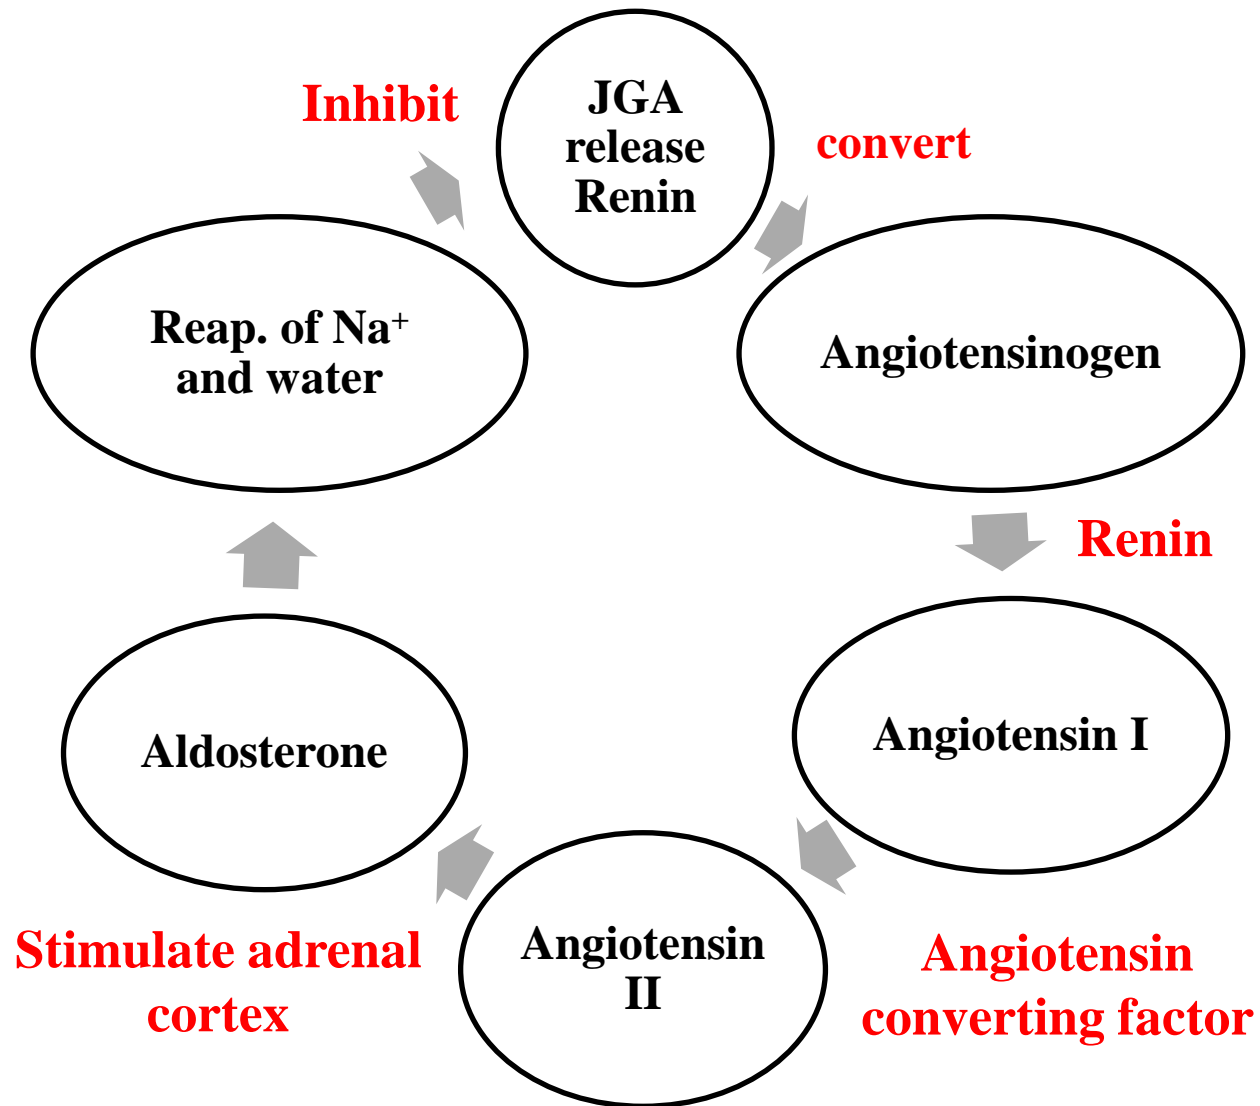 JGA
release
Renin
convert
Angiotensinogen
Renin
Angiotensin I
Angiotensin
converting factor
Angiotensin
II
Stimulate adrenal
cortex
Aldosterone
Reap. of Na⁺
and water
Inhibit